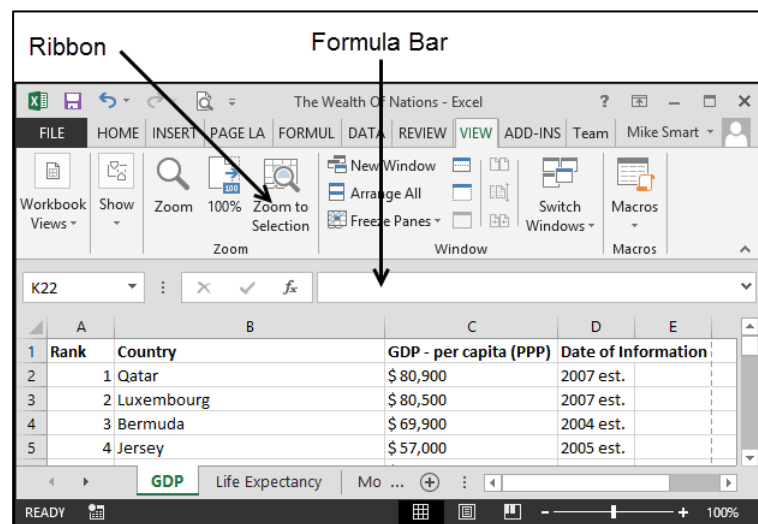 Ribbon
Formula Bar
The Wealth Of Nations - Excel
?
FILE HOME INSERT PAGE LA FORMUL DATA REVIEW VIEW ADD-INS Team Mike Smart
Workbook Views
Show
Zoom
100
100%
Zoom to Selection
Zoom
New Window
Arrange All
Freeze Panes
Switch Windows
Window
Macros
Macros
K22 fx
A B C D E
1 Rank Country GDP - per capita (PPP) Date of Information
2 1 Qatar $ 80,900 2007 est.
3 2 Luxembourg $ 80,500 2007 est.
4 3 Bermuda $ 69,900 2004 est.
5 4 Jersey $ 57,000 2005 est.
GDP Life Expectancy Mo ...
READY 100%